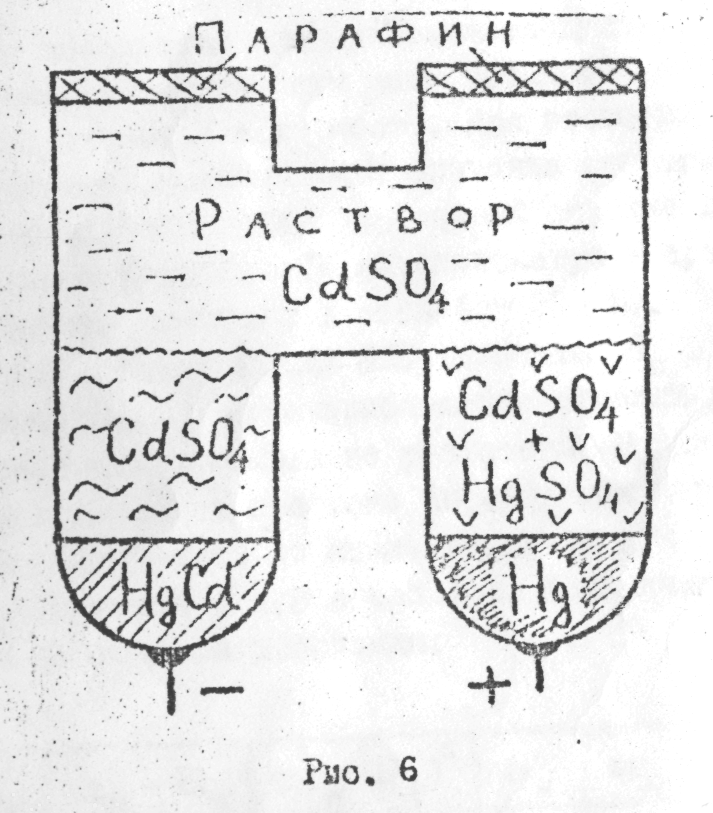 ПАРАФИН
РАСТВОР
CdSO4
CdSO4
CdSO4
+
HgSO4
HgCd
Hg
−
+
Рис. 6